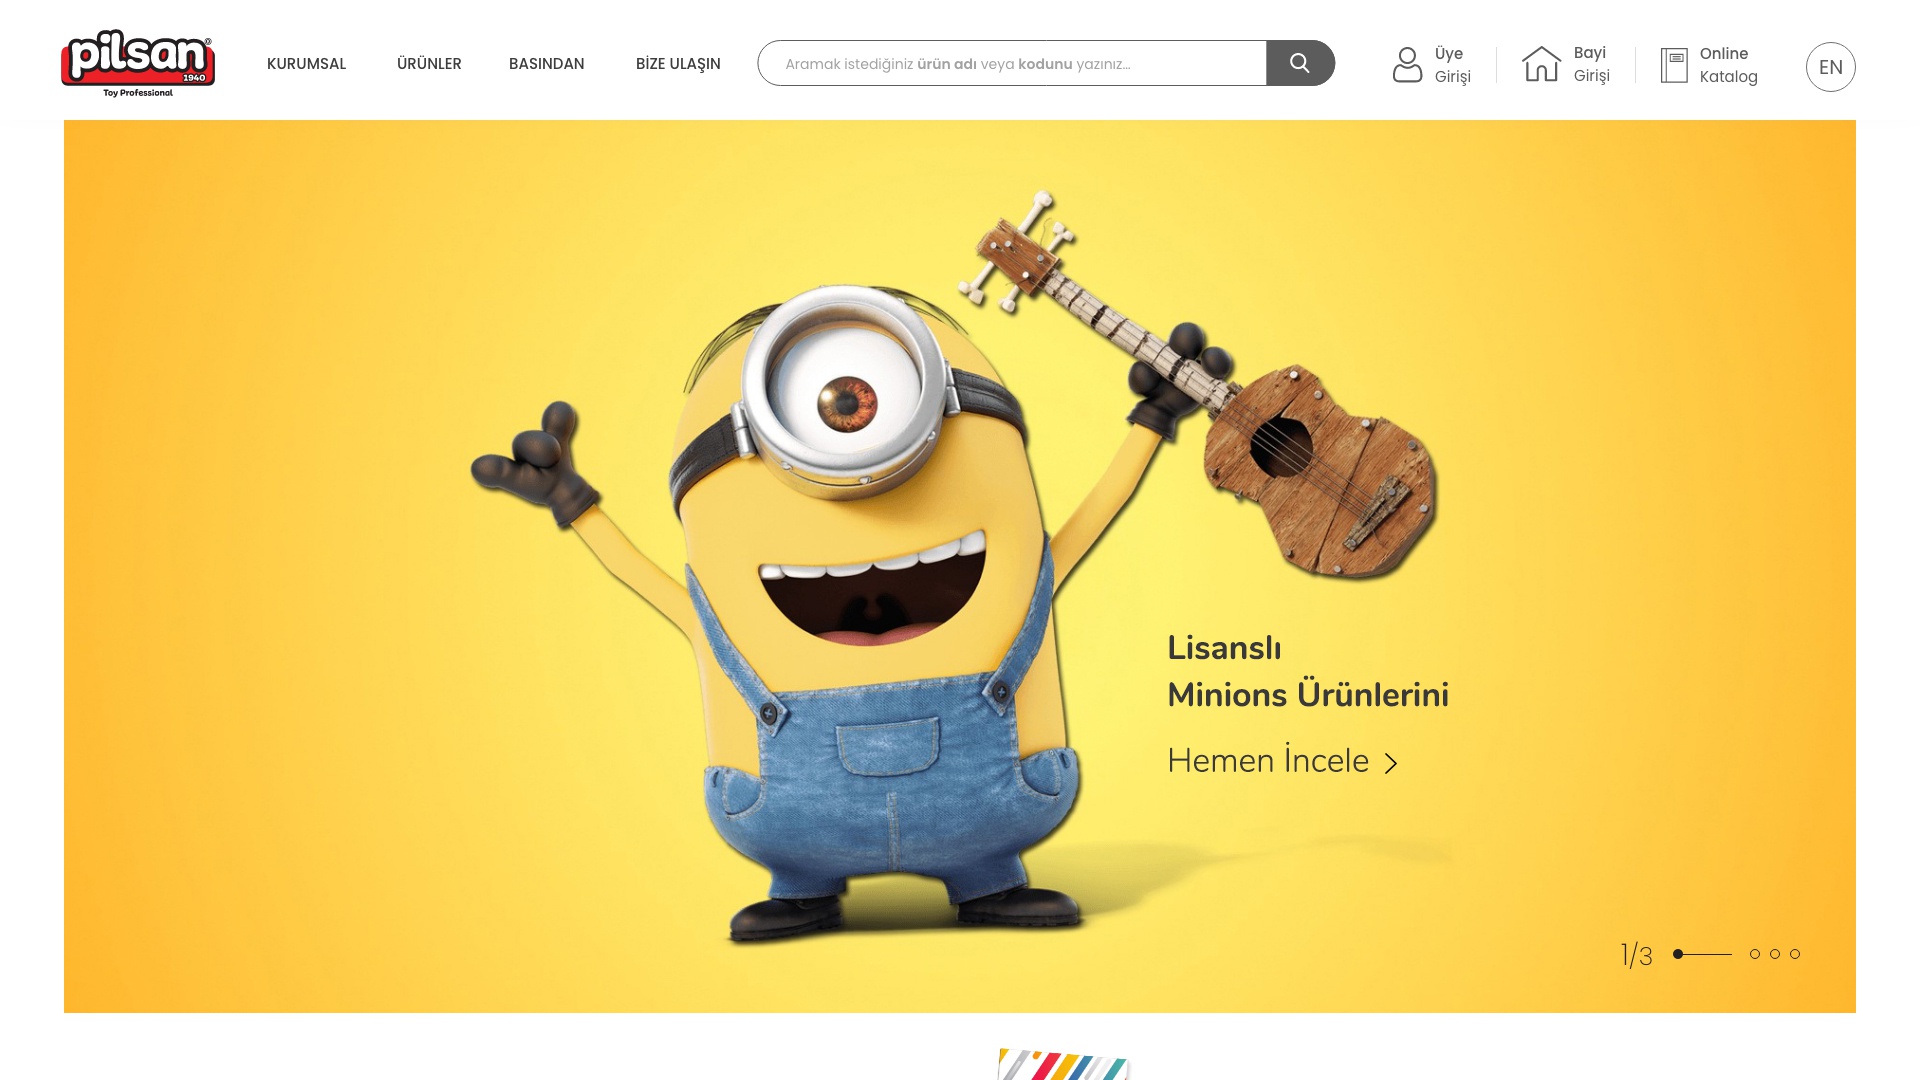 pilsan
1940
Toy Professional
KURUMSAL
ÜRÜNLER
BASINDAN
BİZE ULAŞIN
Aramak istediğiniz ürün adı veya kodunu yazınız...
Üye
Girişi
Bayi
Girişi
Online
Katalog
EN
Lisanslı
Minions Ürünlerini
Hemen İncele
1/3